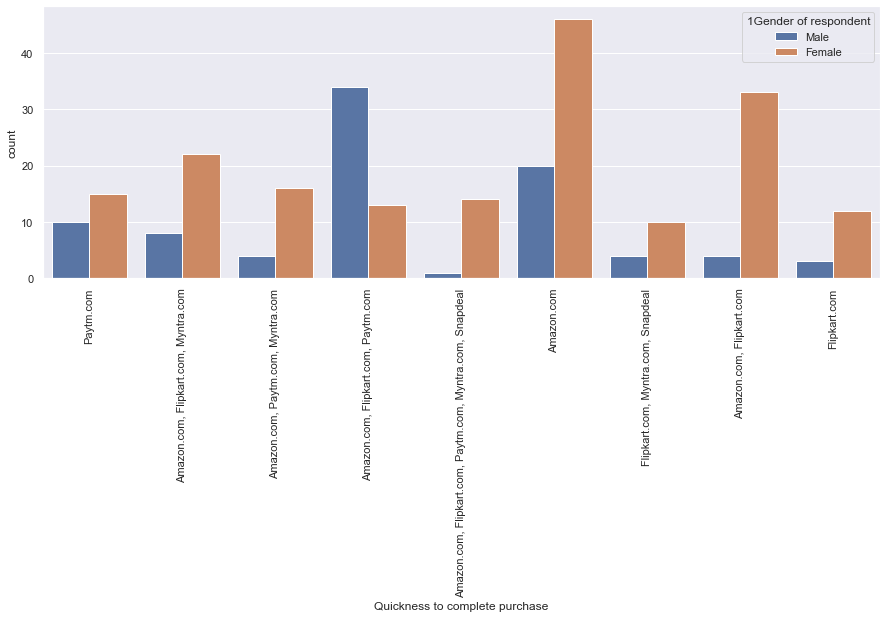 1Gender of respondent
Male
Female
count
40
30
20
10
0
Paytm.com
Amazon.com, Flipkart.com, Myntra.com
Amazon.com, Paytm.com, Myntra.com
Amazon.com, Flipkart.com, Paytm.com
Amazon.com, Flipkart.com, Paytm.com, Myntra.com, Snapdeal
Amazon.com
Flipkart.com, Myntra.com, Snapdeal
Amazon.com, Flipkart.com
Flipkart.com
Quickness to complete purchase